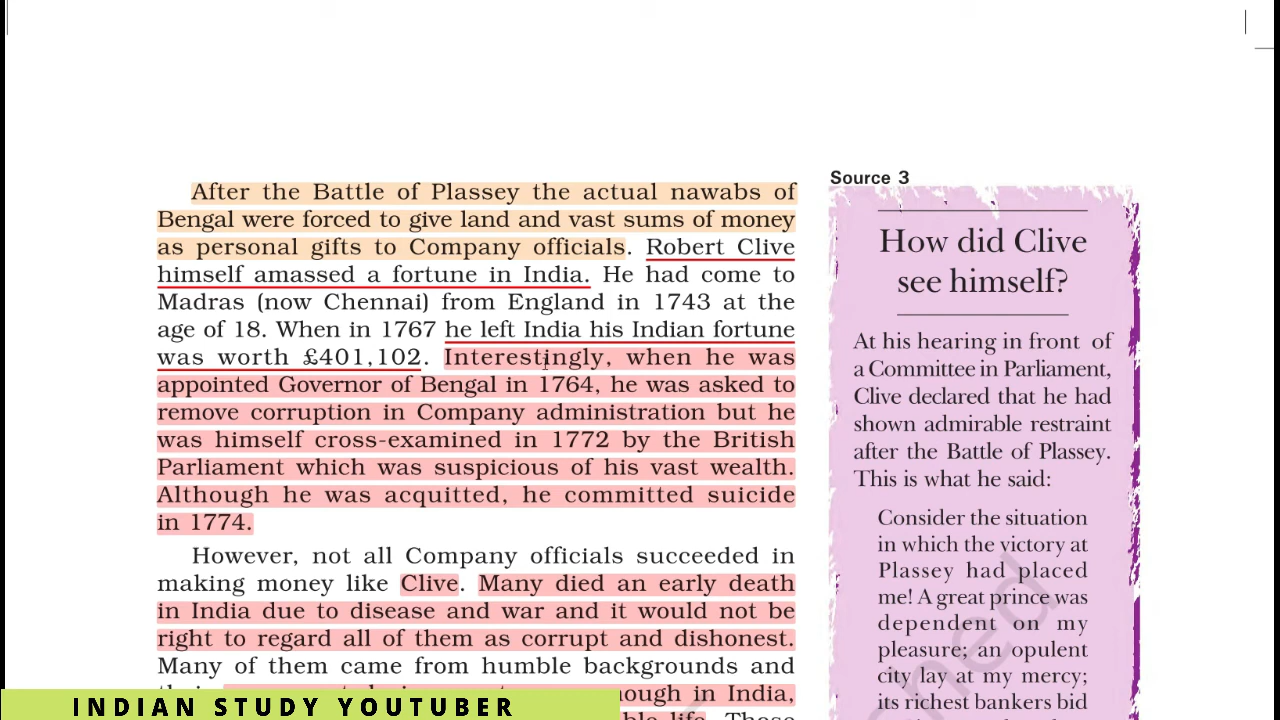 After the Battle of Plassey the actual nawabs of
Bengal were forced to give land and vast sums of money
as personal gifts to Company officials. Robert Clive
himself amassed a fortune in India. He had come to
Madras (now Chennai) from England in 1743 at the
age of 18. When in 1767 he left India his Indian fortune
was worth £401,102. Interestingly, when he was
appointed Governor of Bengal in 1764, he was asked to
remove corruption in Company administration but he
was himself cross-examined in 1772 by the British
Parliament which was suspicious of his vast wealth.
Although he was acquitted, he committed suicide
in 1774.
However, not all Company officials succeeded in
making money like Clive. Many died an early death
in India due to disease and war and it would not be
right to regard all of them as corrupt and dishonest.
Many of them came from humble backgrounds and
in India,
life. Those
Source 3
How did Clive
see himself?
At his hearing in front of
a Committee in Parliament,
Clive declared that he had
shown admirable restraint
after the Battle of Plassey.
This is what he said:
Consider the situation
in which the victory at
Plassey had placed
me! A great prince was
dependent on my
pleasure; an opulent
city lay at my mercy;
its richest bankers bid
INDIAN STUDY YOUTUBER